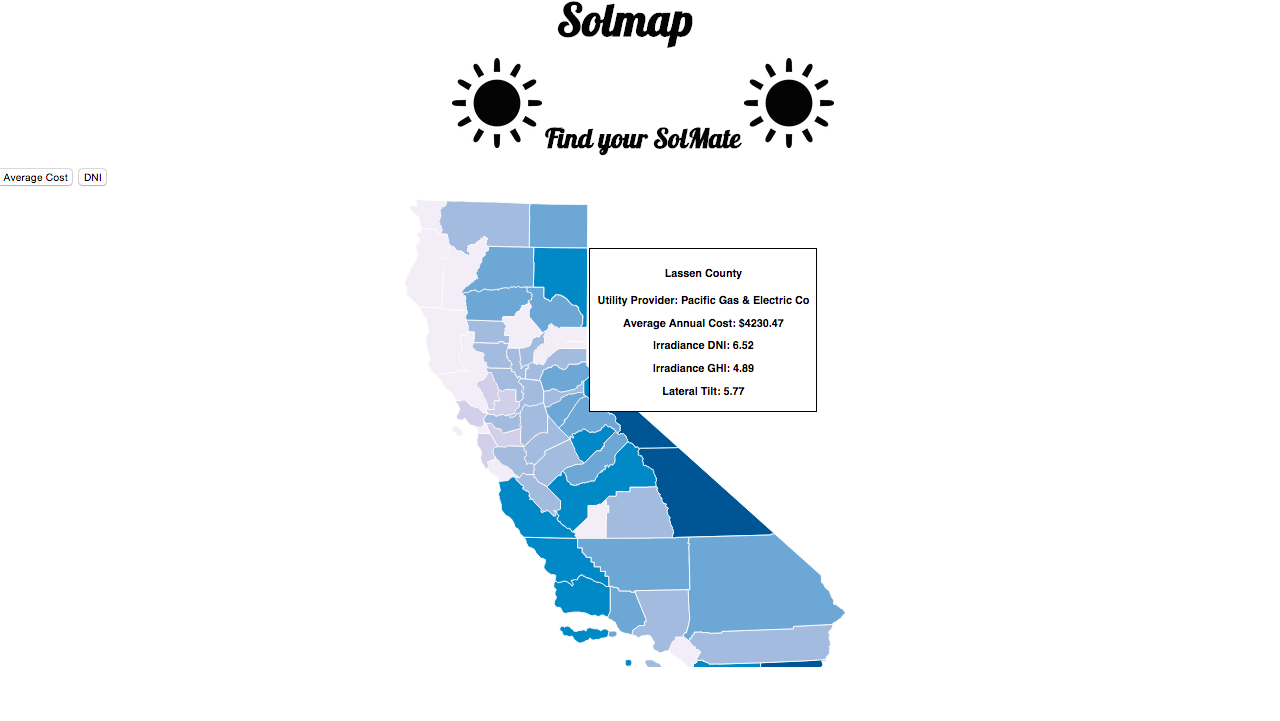 Solmap
Find your SolMate
Average Cost
DNI
Lassen County
Utility Provider: Pacific Gas & Electric Co
Average Annual Cost: $4230.47
Irradiance DNI: 6.52
Irradiance GHI: 4.89
Lateral Tilt: 5.77